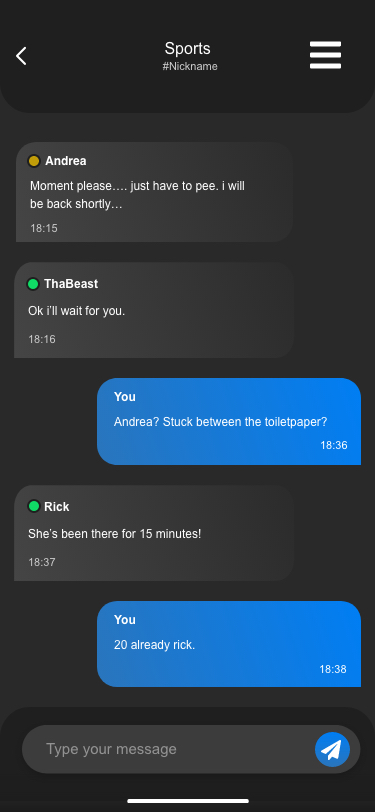 Sports
#Nickname
Andrea
Moment please…. just have to pee. i will
be back shortly…
18:15
ThaBeast
Ok i’ll wait for you.
18:16
You
Andrea? Stuck between the toiletpaper?
18:36
Rick
She’s been there for 15 minutes!
18:37
You
20 already rick.
18:38
Type your message